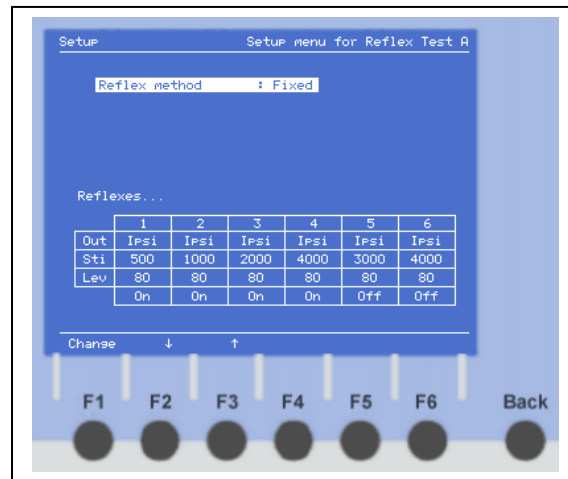 Setup Setup menu for Reflex Test A
Reflex method : Fixed
Reflexes...
1 2 3 4 5 6
Out Ipsi Ipsi Ipsi Ipsi Ipsi Ipsi
Sti 500 1000 2000 4000 3000 4000
Lev 80 80 80 80 80 80
On On On On Off Off
Change ↓ ↑
F1 F2 F3 F4 F5 F6 Back